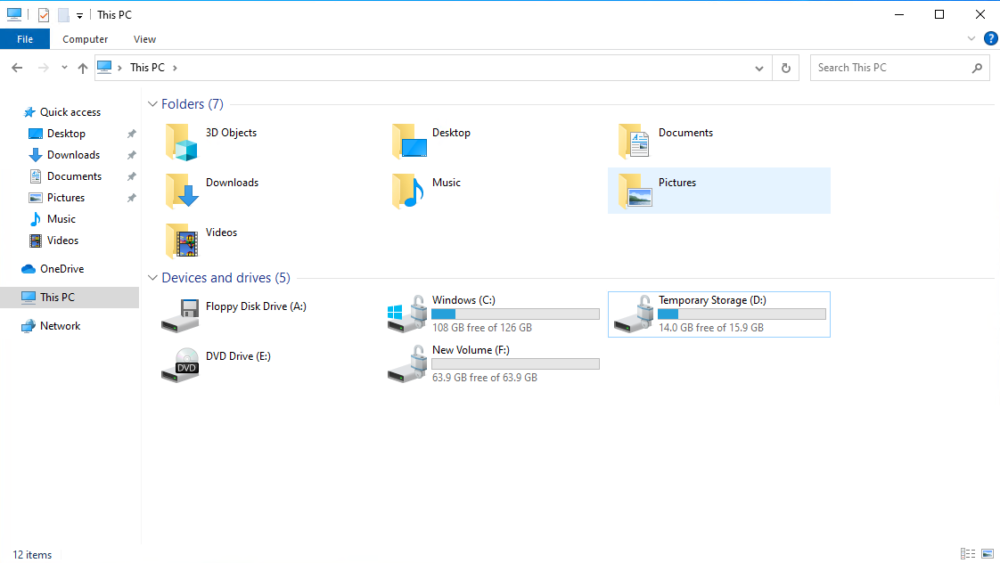 This PC
File Computer View
This PC
Search This PC
Quick access
Desktop
Downloads
Documents
Pictures
Music
Videos
OneDrive
This PC
Network
Folders (7)
3D Objects
Desktop
Documents
Downloads
Music
Pictures
Videos
Devices and drives (5)
Floppy Disk Drive (A:)
Windows (C:)
108 GB free of 126 GB
Temporary Storage (D:)
14.0 GB free of 15.9 GB
DVD
DVD Drive (E:)
New Volume (F:)
63.9 GB free of 63.9 GB
12 items